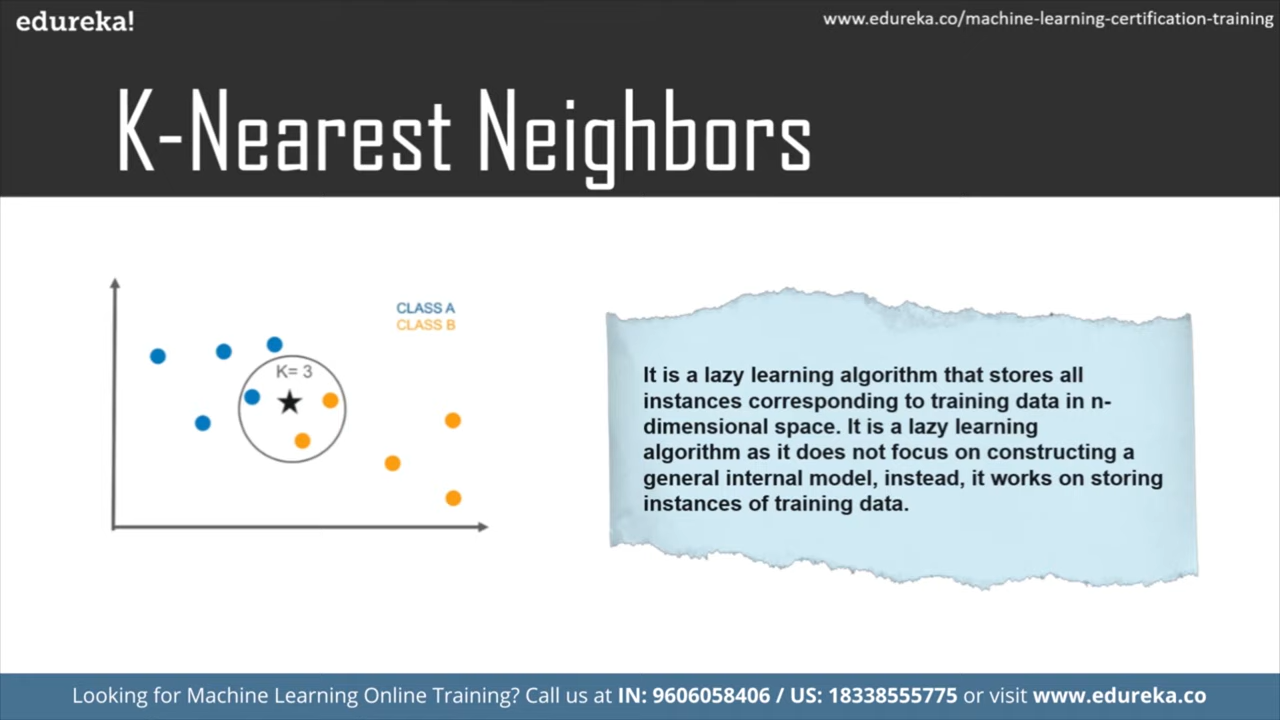 edureka!
www.edureka.co/machine-learning-certification-training
K-Nearest Neighbors
CLASS A
CLASS B
K= 3
It is a lazy learning algorithm that stores all
instances corresponding to training data in n-
dimensional space. It is a lazy learning
algorithm as it does not focus on constructing a
general internal model, instead, it works on storing
instances of training data.
Looking for Machine Learning Online Training? Call us at IN: 9606058406 / US: 18338555775 or visit www.edureka.co